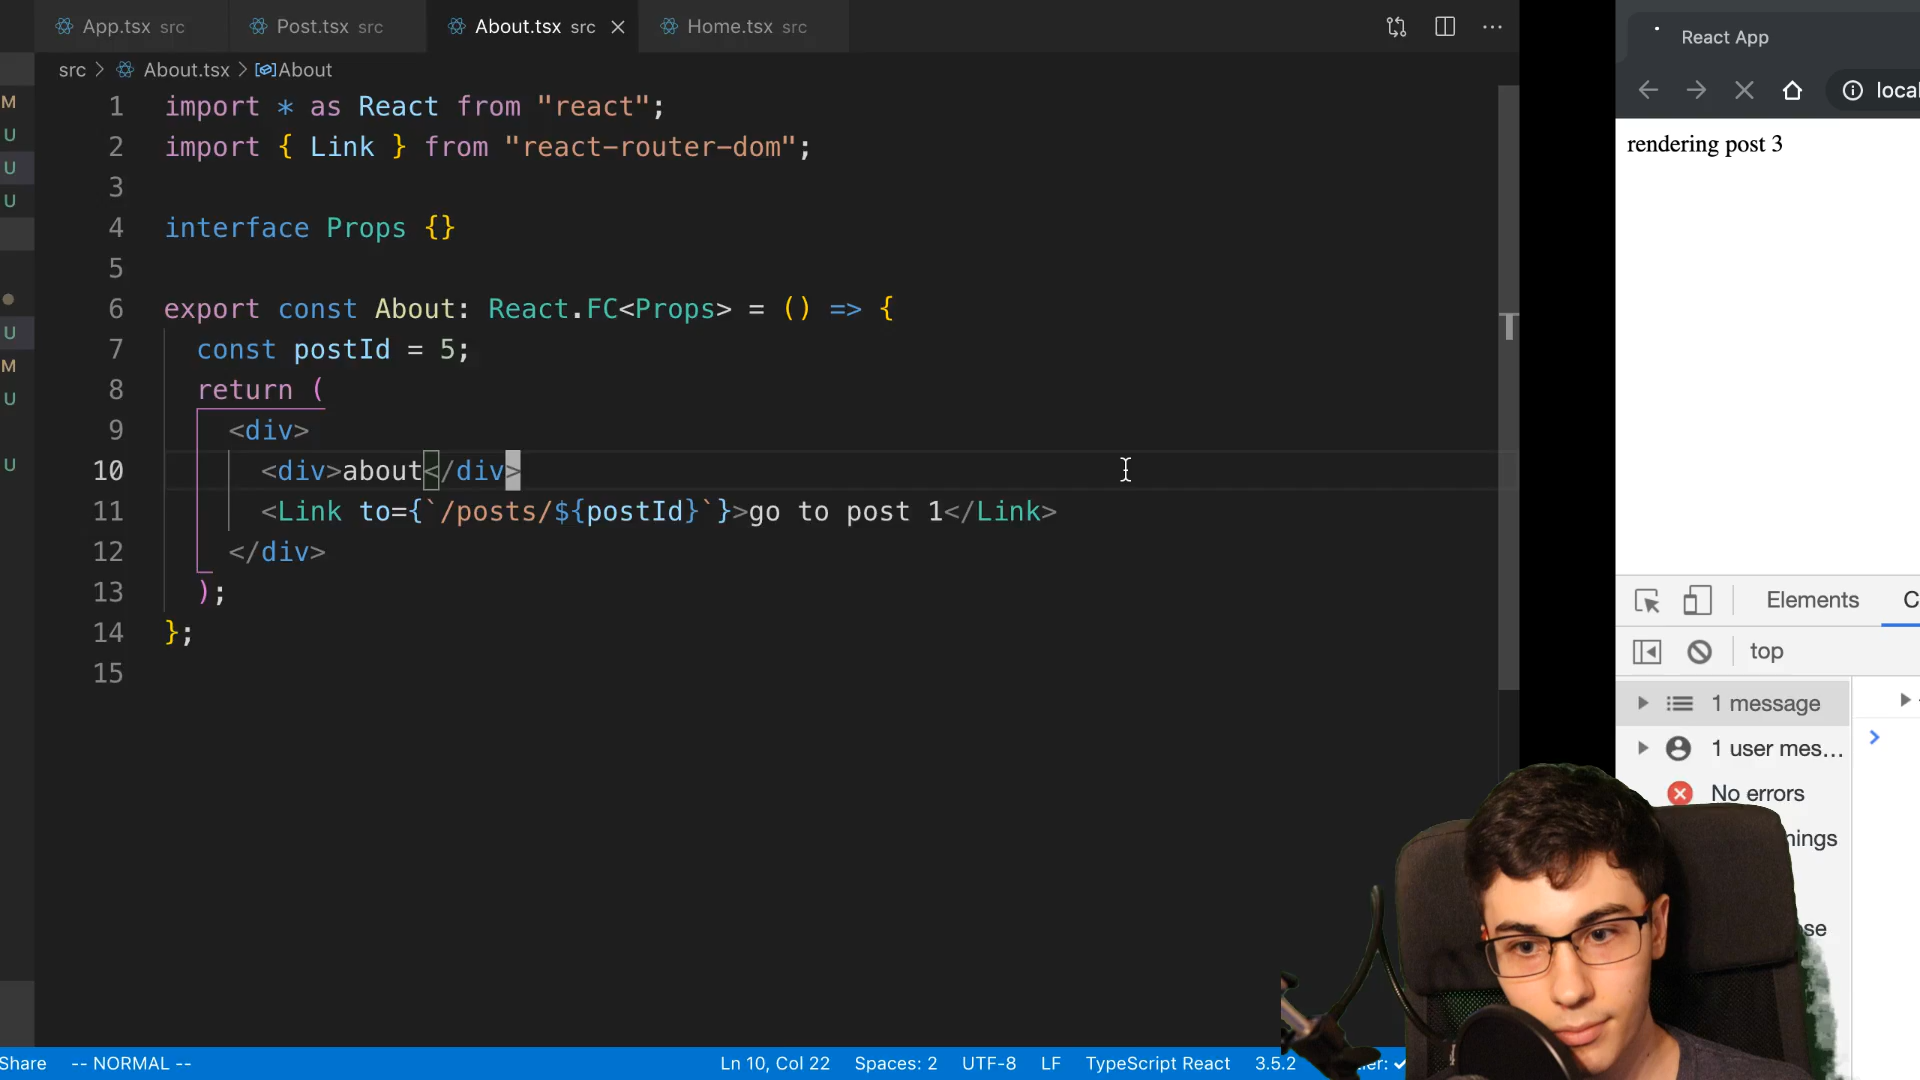 App.tsx src
Post.tsx src
About.tsx src
Home.tsx src
src > About.tsx > About
1 import * as React from "react";
2 import { Link } from "react-router-dom";
3
4 interface Props {}
5
6 export const About: React.FC<Props> = () => {
7 const postId = 5;
8 return (
9 <div>
10 <div>about</div>
11 <Link to={`/posts/${postId}`}>go to post 1</Link>
12 </div>
13 );
14 };
15
M
U
U
U
U
M
U
U
Share -- NORMAL -- Ln 10, Col 22 Spaces: 2 UTF-8 LF TypeScript React 3.5.2
React App
rendering post 3
Elements
top
1 message
1 user mes...
No errors